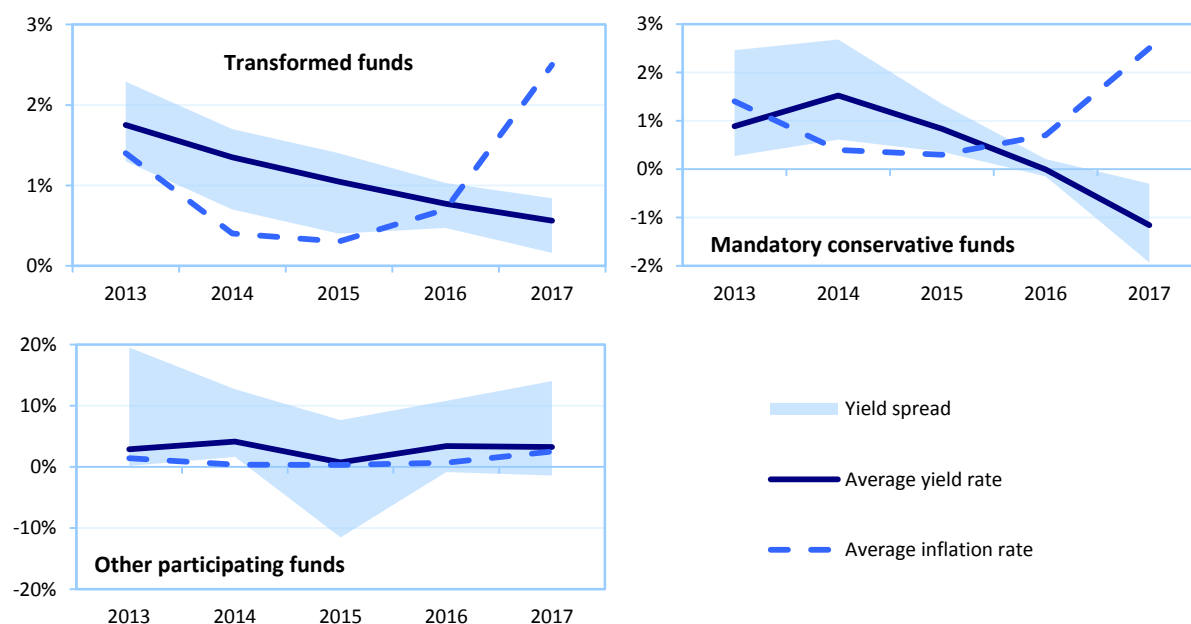 3%
2%
1%
0%
Transformed funds
2013 2014 2015 2016 2017
3%
2%
1%
0%
-1%
-2%
Mandatory conservative funds
2013 2014 2015 2016 2017
20%
10%
0%
-10%
-20%
Other participating funds
2013 2014 2015 2016 2017
Yield spread
Average yield rate
Average inflation rate